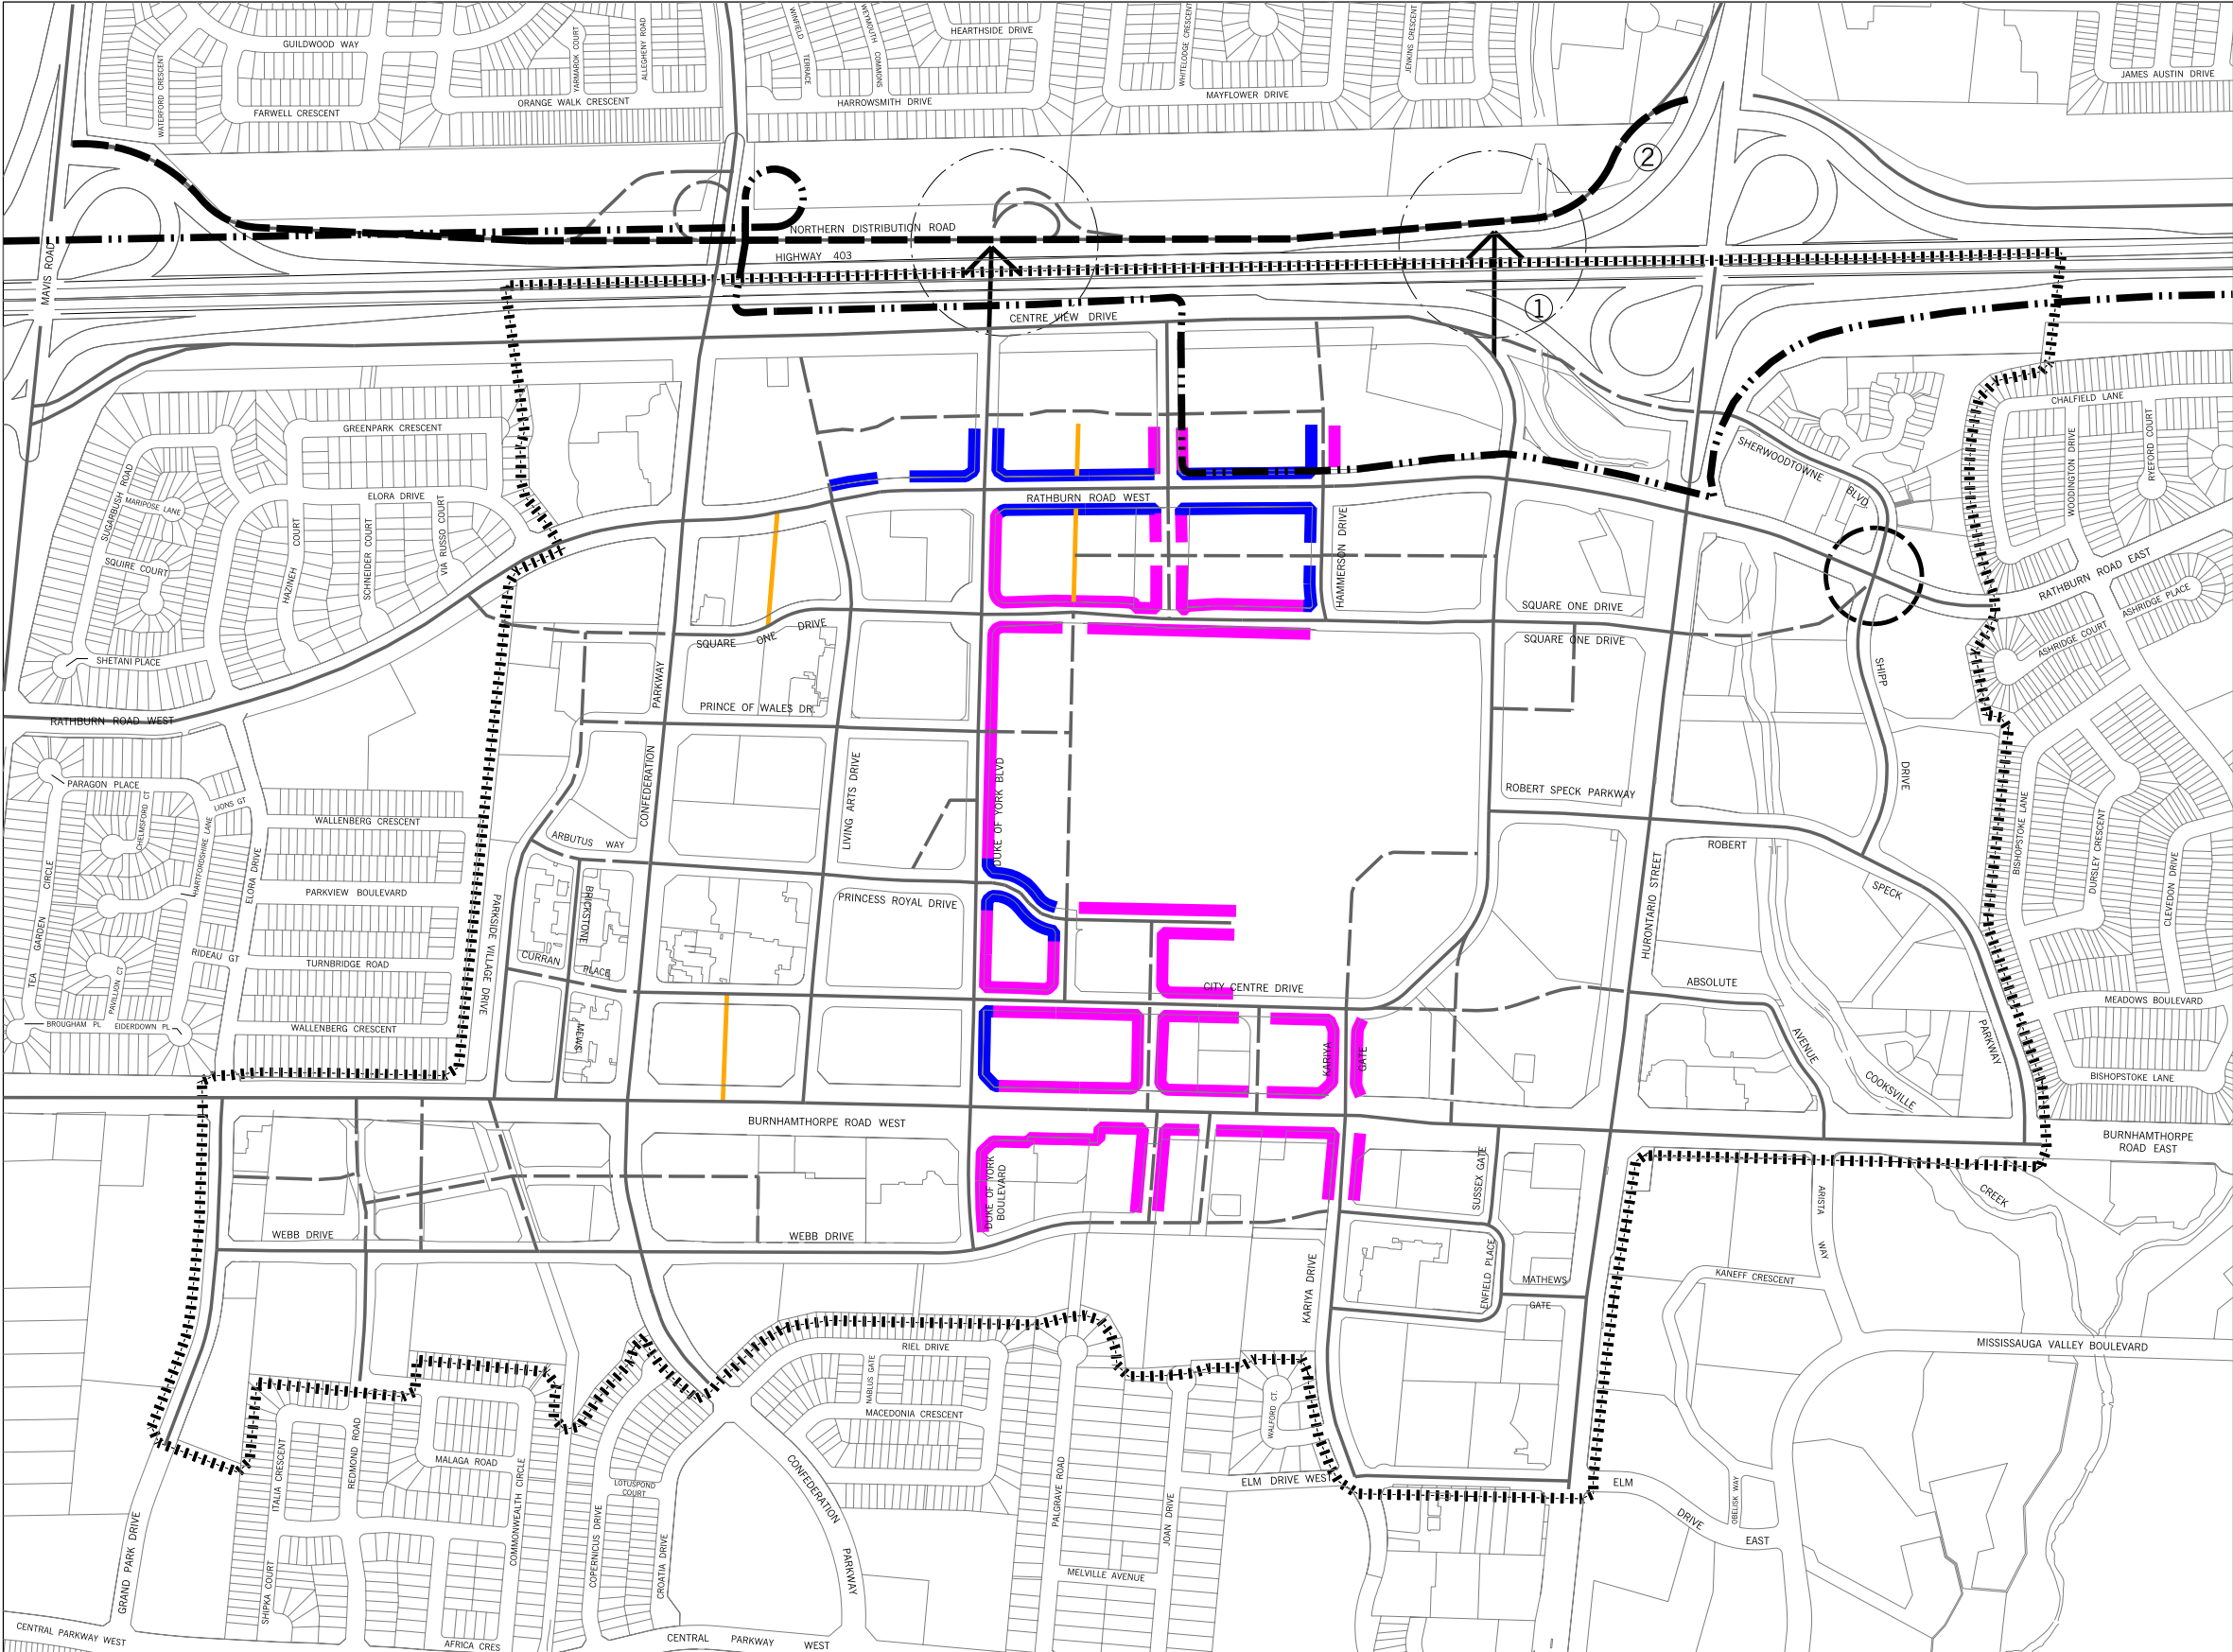 GUILDWOOD WAY
WATERFORD CRESCENT
FARWELL CRESCENT
YARMAROK COURT
ALLEGHENY ROAD
ORANGE WALK CRESCENT
WINFIELD
TERRACE
WEYMOUTH
COMMONS
HEARTHSIDE DRIVE
HARROWSMITH DRIVE
WHITELODGE CRESCENT
MAYFLOWER DRIVE
JENKINS CRESCENT
JAMES AUSTIN DRIVE
2
NORTHERN DISTRIBUTION ROAD
HIGHWAY 403
MAVIS ROAD
1
CENTRE VIEW DRIVE
GREENPARK CRESCENT
CHALFIELD LANE
SHERWOODTOWNE
BLVD
WOODINGTON DRIVE
RYEFORD COURT
SUGARBUSH ROAD
MARIPOSE LANE
ELORA DRIVE
RATHBURN ROAD WEST
SQUIRE COURT
HAZINEH
COURT
SCHNEIDER COURT
VIA RUSSO COURT
HAMMERSON DRIVE
RATHBURN ROAD EAST
ASHRIDGE PLACE
ASHRIDGE COURT
SQUARE ONE DRIVE
SQUARE ONE DRIVE
SQUARE ONE DRIVE
SHETANI PLACE
SHIPP
DRIVE
PARKWAY
CONFEDERATION
PRINCE OF WALES DR.
RATHBURN ROAD WEST
PARAGON PLACE
LIONS GT
CHELMSFORD CT
HARTFORDSHIRE LANE
WALLENBERG CRESCENT
ARBUTUS WAY
LIVING ARTS DRIVE
DUKE OF YORK BLVD
ROBERT SPECK PARKWAY
ROBERT
SPECK
PARKWAY
HURONTARIO STREET
BISHOPSTOKE LANE
DURSLEY CRESCENT
CLEVEDON DRIVE
TEA
GARDEN
CIRCLE
ELORA DRIVE
PARKVIEW BOULEVARD
PARKSIDE VILLAGE DRIVE
BRICKSTONE
MEWS
PRINCESS ROYAL DRIVE
RIDEAU GT
TURNBRIDGE ROAD
PAVILLION CT
CURRAN
PLACE
CITY CENTRE DRIVE
ABSOLUTE
AVENUE
MEADOWS BOULEVARD
BROUGHAM PL
EIDERDOWN PL
WALLENBERG CRESCENT
KARIYA
GATE
COOKSVILLE
CREEK
BISHOPSTOKE LANE
BURNHAMTHORPE ROAD WEST
BURNHAMTHORPE
ROAD EAST
DUKE OF YORK
BOULEVARD
SUSSEX GATE
ARISTA
WAY
WEBB DRIVE
WEBB DRIVE
KARIYA DRIVE
ENFIELD PLACE
MATHEWS
GATE
KANEFF CRESCENT
MISSISSAUGA VALLEY BOULEVARD
RIEL DRIVE
NABLUS GATE
MACEDONIA CRESCENT
WALFORD CT.
ITALIA CRESCENT
REDMOND ROAD
MALAGA ROAD
COMMONWEALTH CIRCLE
LOTUSPOND
COURT
CONFEDERATION
PARKWAY
PALGRAVE ROAD
JOAN DRIVE
ELM DRIVE WEST
ELM
DRIVE
EAST
OBELISK WAY
GRAND PARK DRIVE
SHIPKA COURT
COPERNICUS DRIVE
CROATIA DRIVE
MELVILLE AVENUE
CENTRAL PARKWAY WEST
AFRICA CRES
CENTRAL PARKWAY WEST